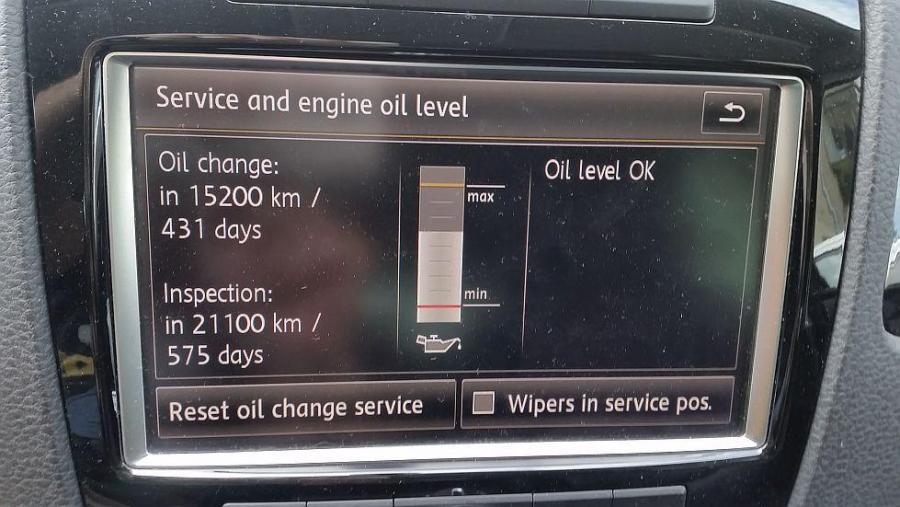 Service and engine oil level
Oil change:
in 15200 km /
431 days
Inspection:
in 21100 km /
575 days
max
min
Oil level OK
Reset oil change service
Wipers in service pos.